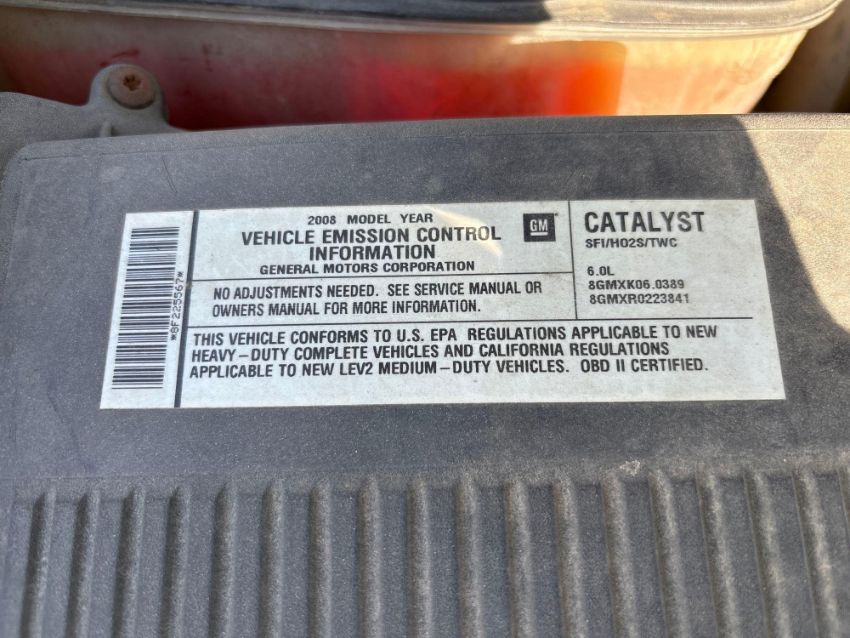 *8F225567*
2008 MODEL YEAR
VEHICLE EMISSION CONTROL
INFORMATION
GENERAL MOTORS CORPORATION
GM
NO ADJUSTMENTS NEEDED. SEE SERVICE MANUAL OR
OWNERS MANUAL FOR MORE INFORMATION.
CATALYST
SFI/HO2S/TWC
6.0L
8GMXK06.0389
8GMXR0223841
THIS VEHICLE CONFORMS TO U.S. EPA REGULATIONS APPLICABLE TO NEW
HEAVY-DUTY COMPLETE VEHICLES AND CALIFORNIA REGULATIONS
APPLICABLE TO NEW LEV2 MEDIUM-DUTY VEHICLES. OBD II CERTIFIED.